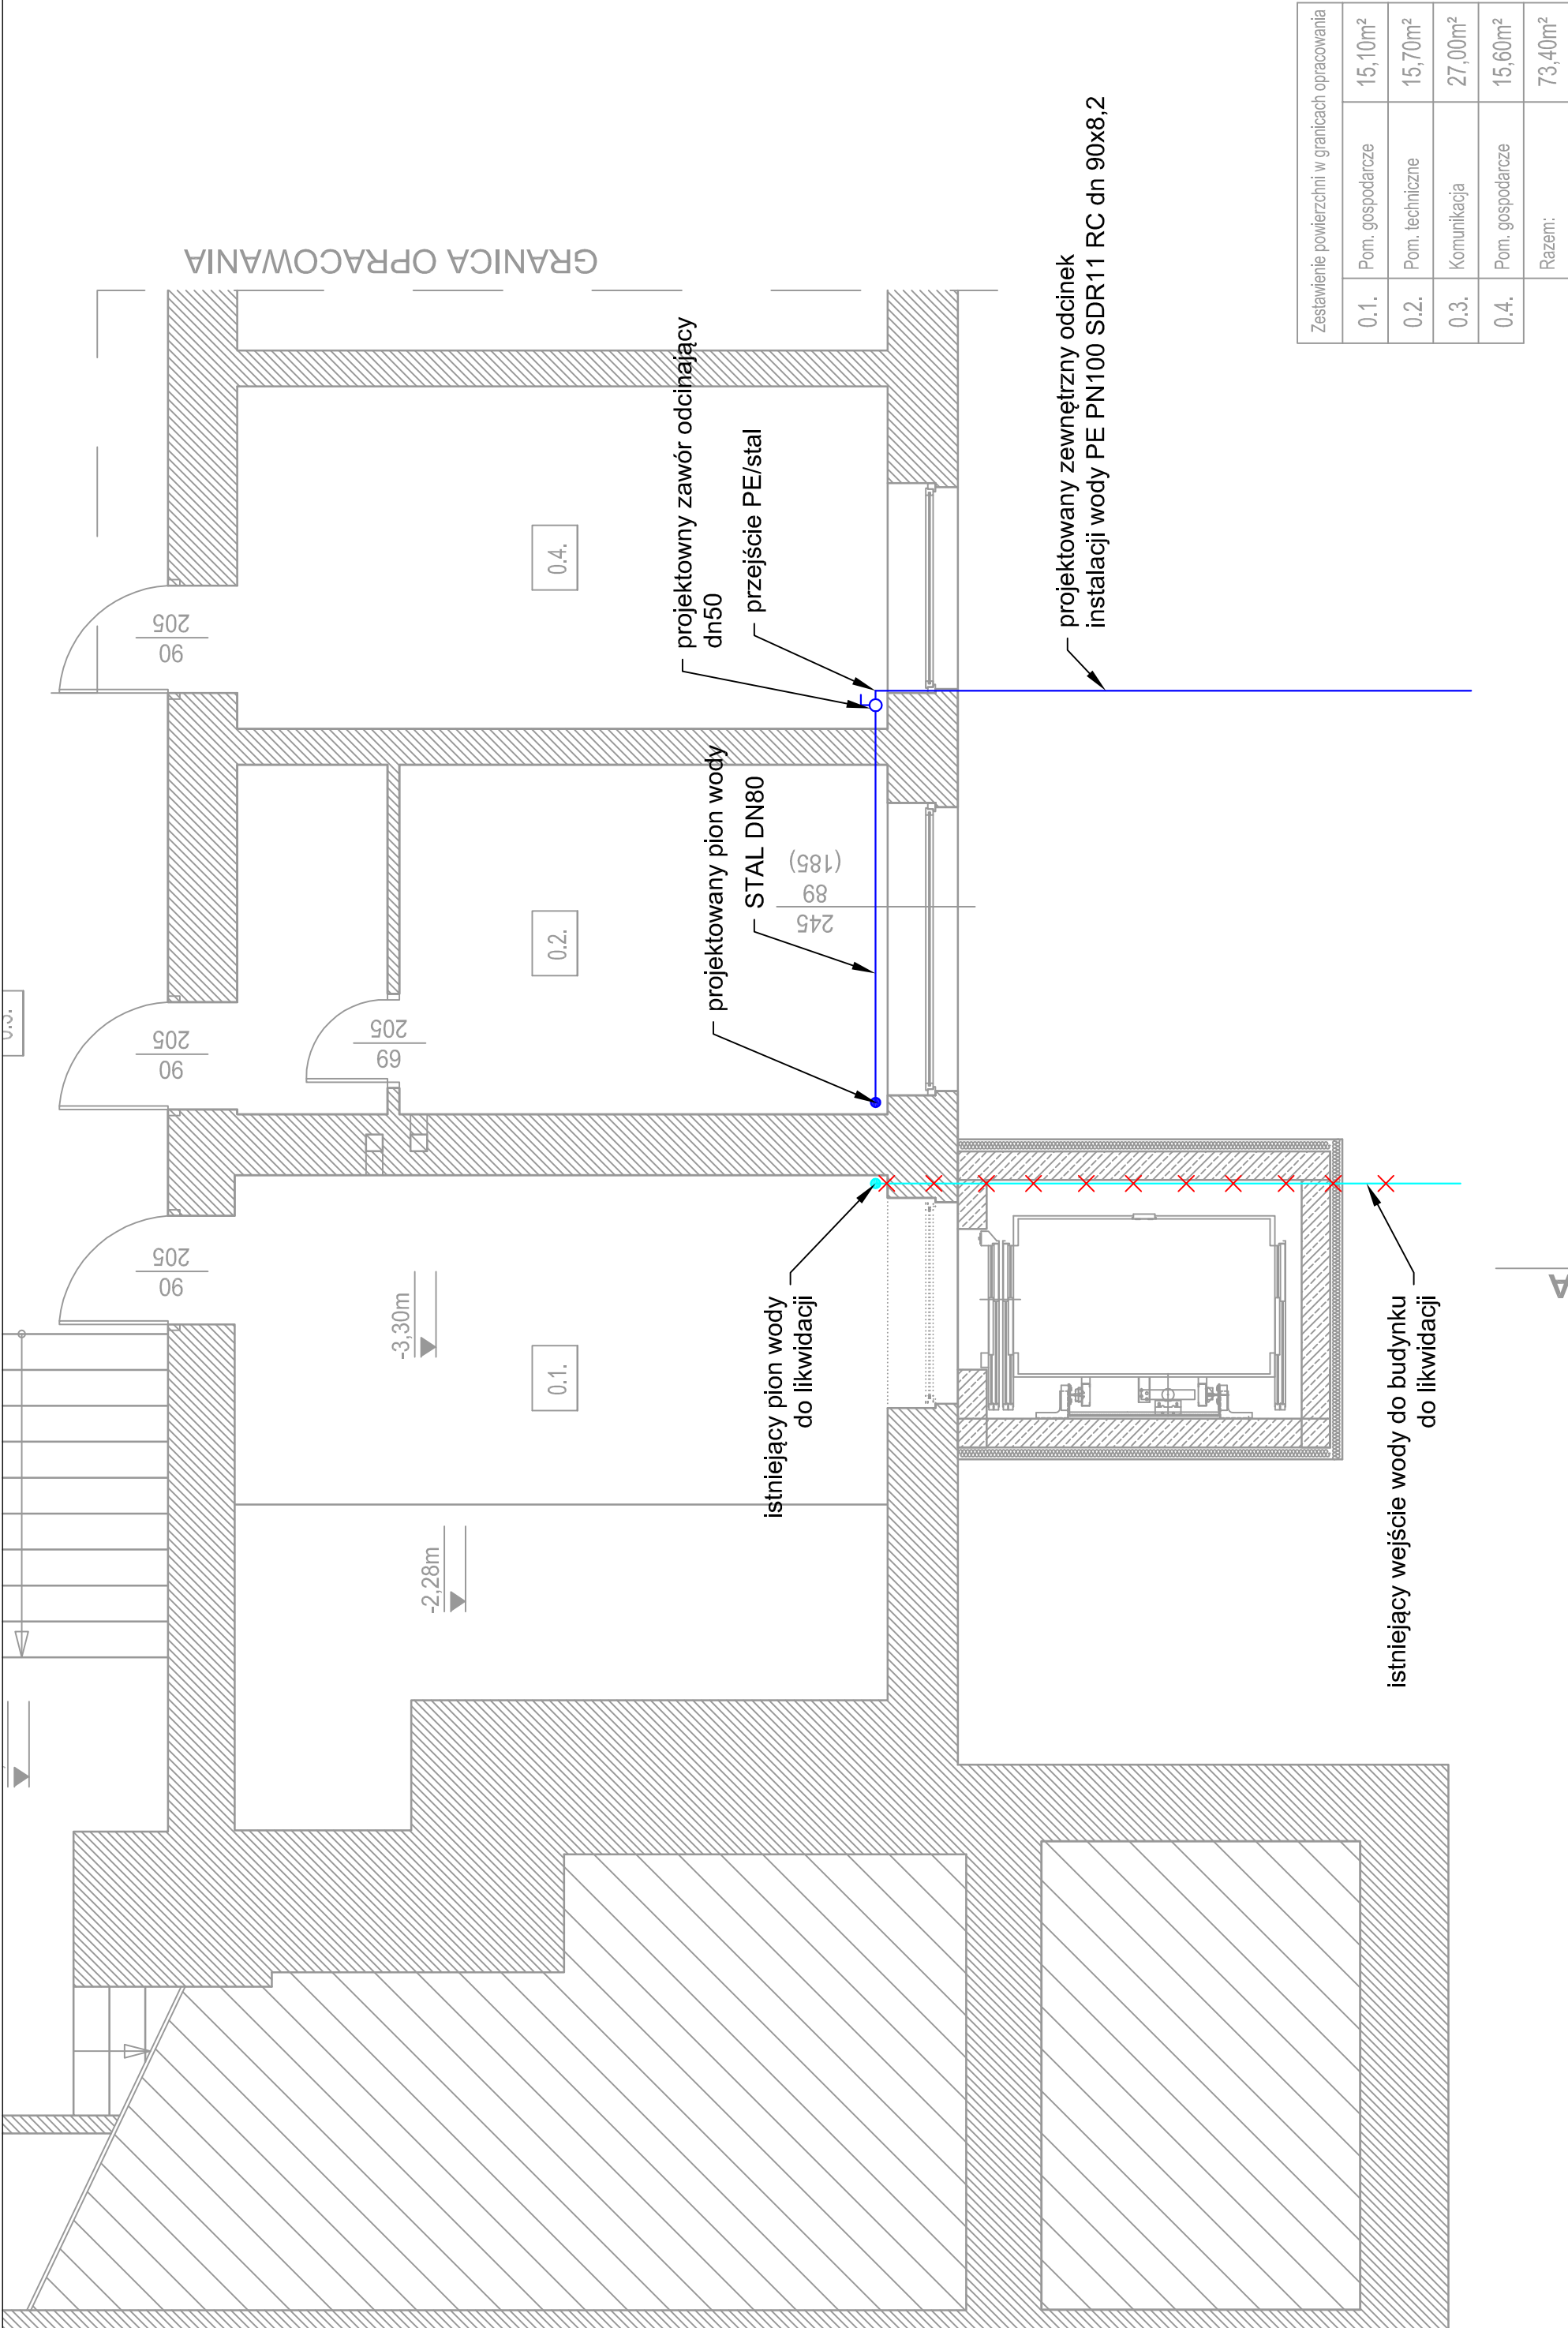 GRANICA OPRACOWANIA
Zestawienie powierzchni w granicach opracowania
0.1. Pom. gospodarcze 15,10m²
0.2. Pom. techniczne 15,70m²
0.3. Komunikacja 27,00m²
0.4. Pom. gospodarcze 15,60m²
Razem: 73,40m²
projektowany zewnętrzny odcinek
instalacji wody PE PN100 SDR11 RC dn 90x8,2
projektowny zawór odcinający
dn50
przejście PE/stal
projektowany pion wody
STAL DN80
istniejący pion wody
do likwidacji
istniejący wejście wody do budynku
do likwidacji
0.4.
0.2.
0.1.
90
205
90
205
69
205
90
205
245
89
(185)
-3,30m
-2,28m
A